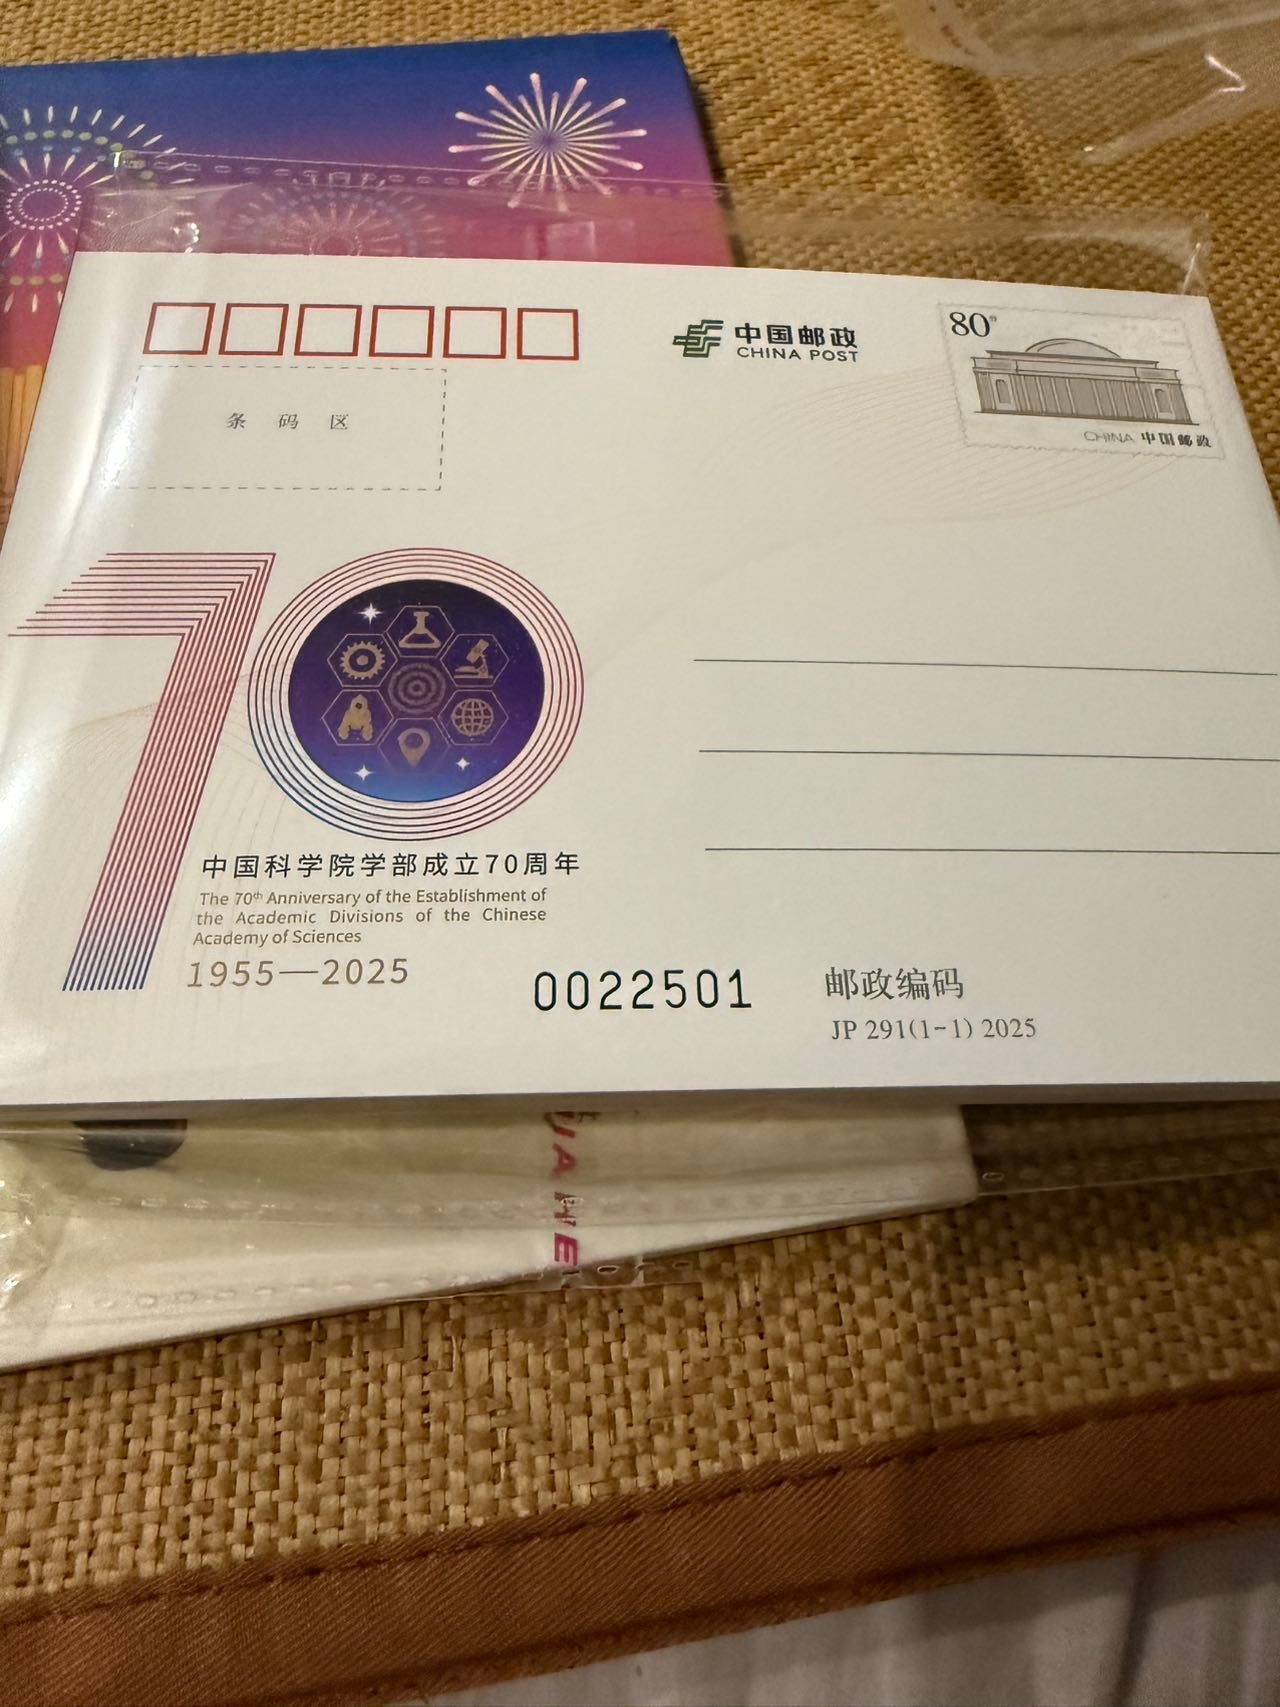 中国邮政
CHINA POST
80分
CHINA 中国邮政
条码区
70
中国科学院学部成立70周年
The 70th Anniversary of the Establishment of
the Academic Divisions of the Chinese
Academy of Sciences
1955—2025
0022501
邮政编码
JP 291(1-1) 2025